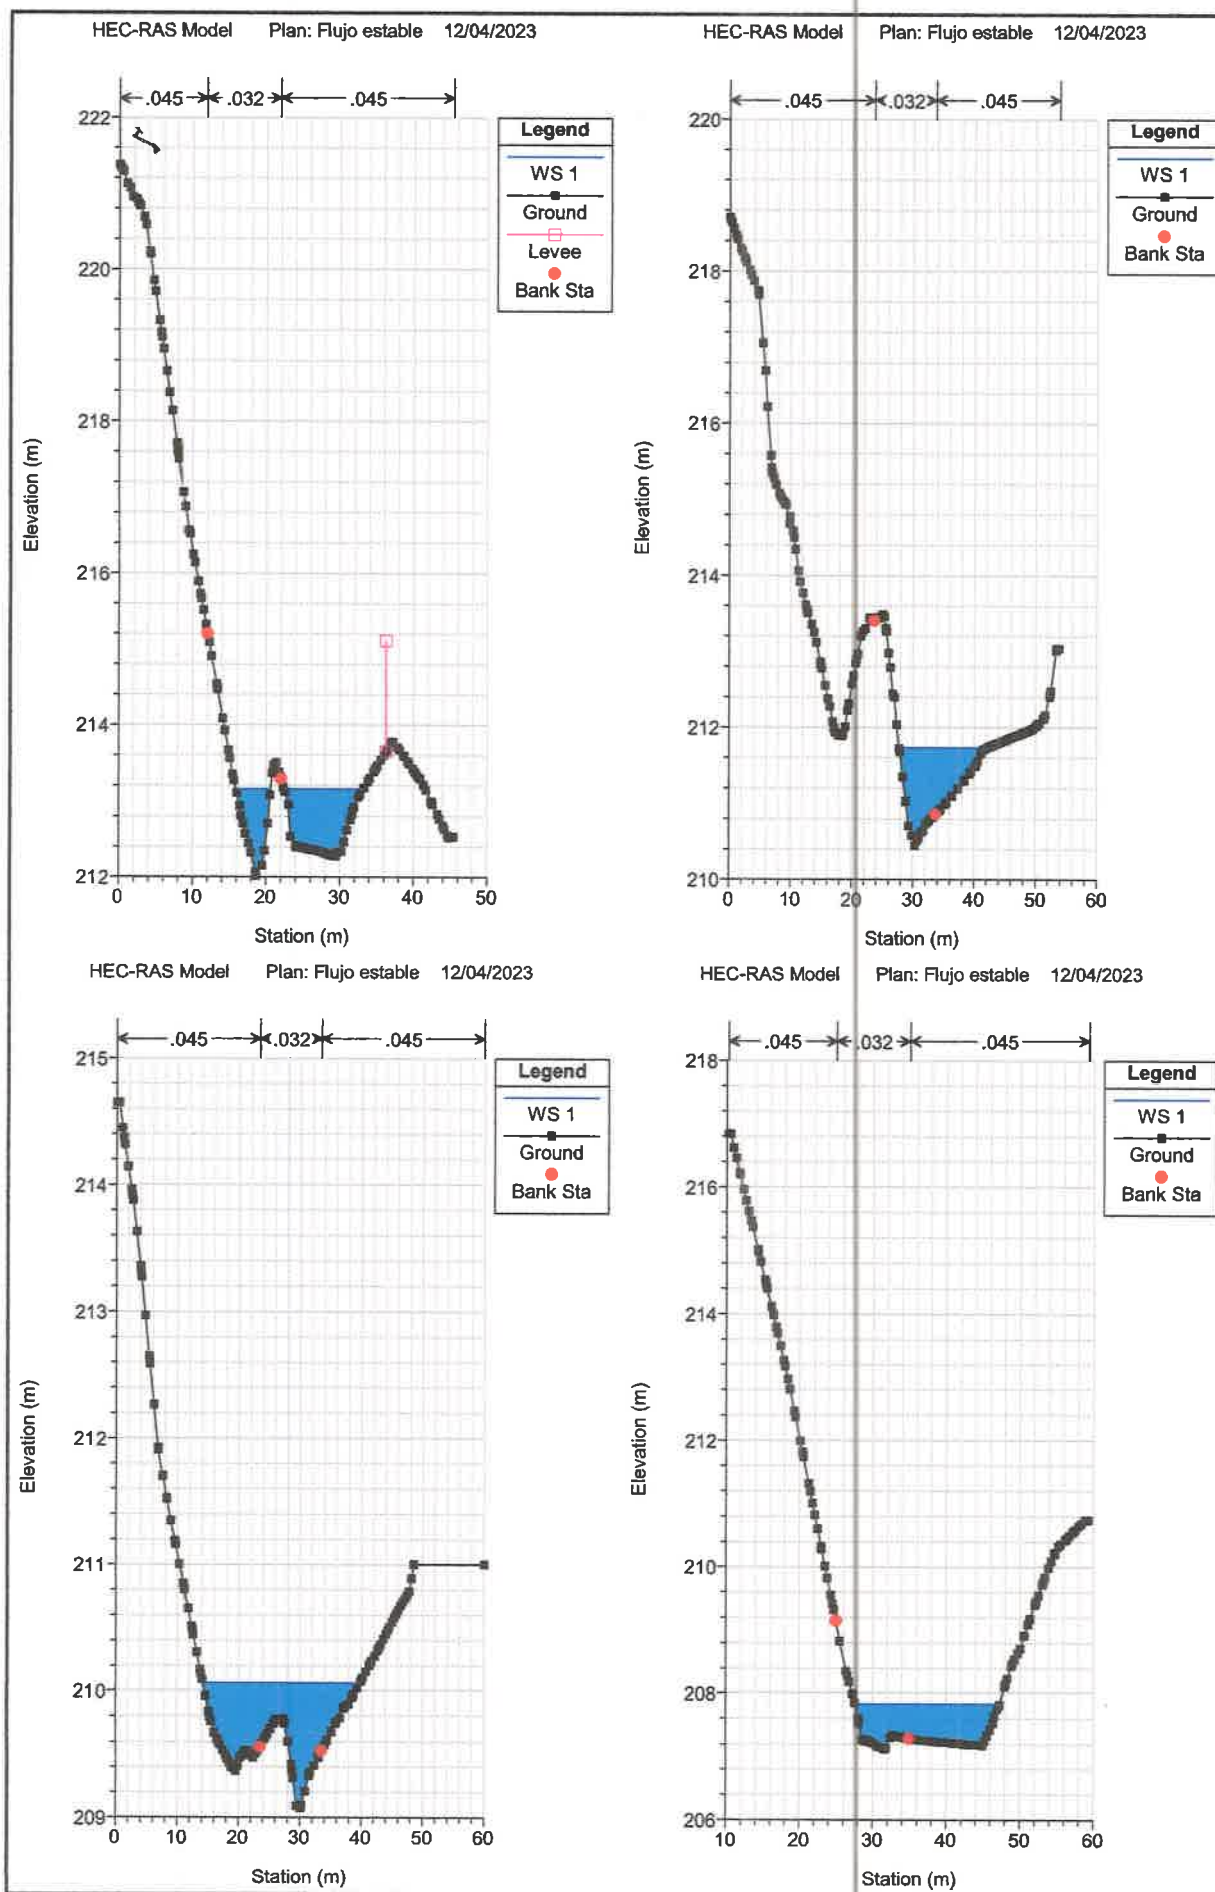 HEC-RAS Model Plan: Flujo estable 12/04/2023
.045 .032 .045
222
220
218
216
214
212
Elevation (m)
0 10 20 30 40 50
Station (m)
Legend
WS 1
Ground
Levee
Bank Sta
HEC-RAS Model Plan: Flujo estable 12/04/2023
.045 .032 .045
220
218
216
214
212
210
Elevation (m)
0 10 20 30 40 50 60
Station (m)
Legend
WS 1
Ground
Bank Sta
HEC-RAS Model Plan: Flujo estable 12/04/2023
.045 .032 .045
215
214
213
212
211
210
209
Elevation (m)
0 10 20 30 40 50 60
Station (m)
Legend
WS 1
Ground
Bank Sta
HEC-RAS Model Plan: Flujo estable 12/04/2023
.045 .032 .045
218
216
214
212
210
208
206
Elevation (m)
10 20 30 40 50 60
Station (m)
Legend
WS 1
Ground
Bank Sta